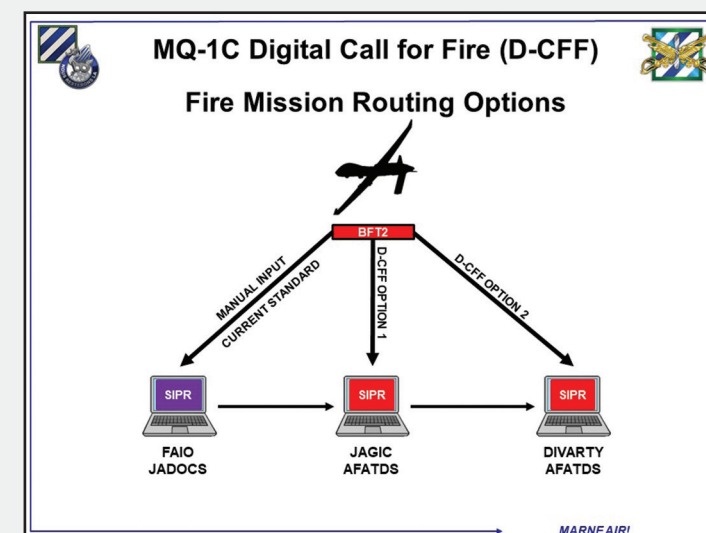 MQ-1C Digital Call for Fire (D-CFF)
Fire Mission Routing Options
BFT2
MANUAL INPUT
CURRENT STANDARD
D-CFF OPTION 1
D-CFF OPTION 2
SIPR
SIPR
SIPR
FAIO
JADOCS
JAGIC
AFATDS
DIVARTY
AFATDS
MARNE AIR!